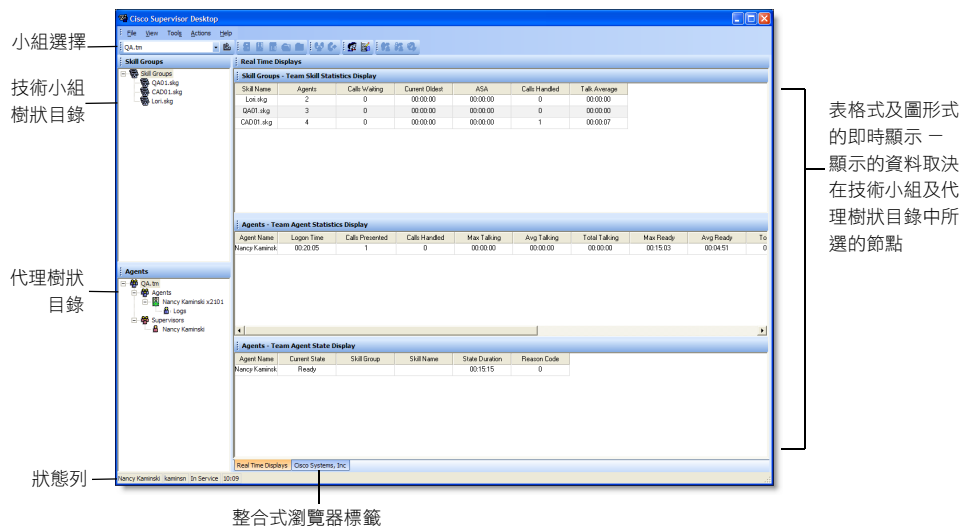 Cisco Supervisor Desktop
File View Tools Actions Help
QA.tm
小組選擇
Skill Groups
Skill Groups
QA01.skg
CAD01.skg
Lori.skg
技術小組
樹狀目錄
Real Time Displays
Skill Groups - Team Skill Statistics Display
Skill Name Agents Calls Waiting Current Oldest ASA Calls Handled Talk Average
Lori.skg 2 0 00:00:00 00:00:00 0 00:00:00
QA01.skg 3 0 00:00:00 00:00:00 0 00:00:00
CAD01.skg 4 0 00:00:00 00:00:00 1 00:00:07
表格式及圖形式
的即時顯示 －
顯示的資料取決
在技術小組及代
理樹狀目錄中所
選的節點
Agents - Team Agent Statistics Display
Agent Name Logon Time Calls Presented Calls Handled Max Talking Avg Talking Total Talking Max Ready Avg Ready To
Nancy Kaminsk 00:20:05 1 0 00:00:00 00:00:00 00:00:00 00:15:03 00:04:51 0
Agents
QA.tm
Agents
Nancy Kaminski x2101
Logs
Supervisors
Nancy Kaminski
代理樹狀
目錄
Agents - Team Agent State Display
Agent Name Current State Skill Group Skill Name State Duration Reason Code
Nancy Kaminsk Ready 00:15:15 0
Real Time Displays Cisco Systems, Inc
狀態列
Nancy Kaminski kaminsn In Service 10:09
整合式瀏覽器標籤